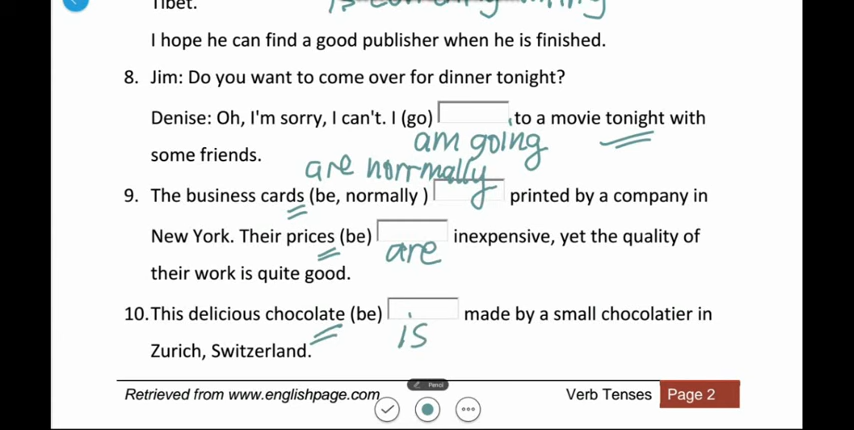 Tibet.
I hope he can find a good publisher when he is finished.
8. Jim: Do you want to come over for dinner tonight?
Denise: Oh, I'm sorry, I can't. I (go) to a movie tonight with
am going
some friends.
are normally
9. The business cards (be, normally ) printed by a company in
New York. Their prices (be) inexpensive, yet the quality of
are
their work is quite good.
10. This delicious chocolate (be) made by a small chocolatier in
is
Zurich, Switzerland.
Retrieved from www.englishpage.com Verb Tenses Page 2
Pencil